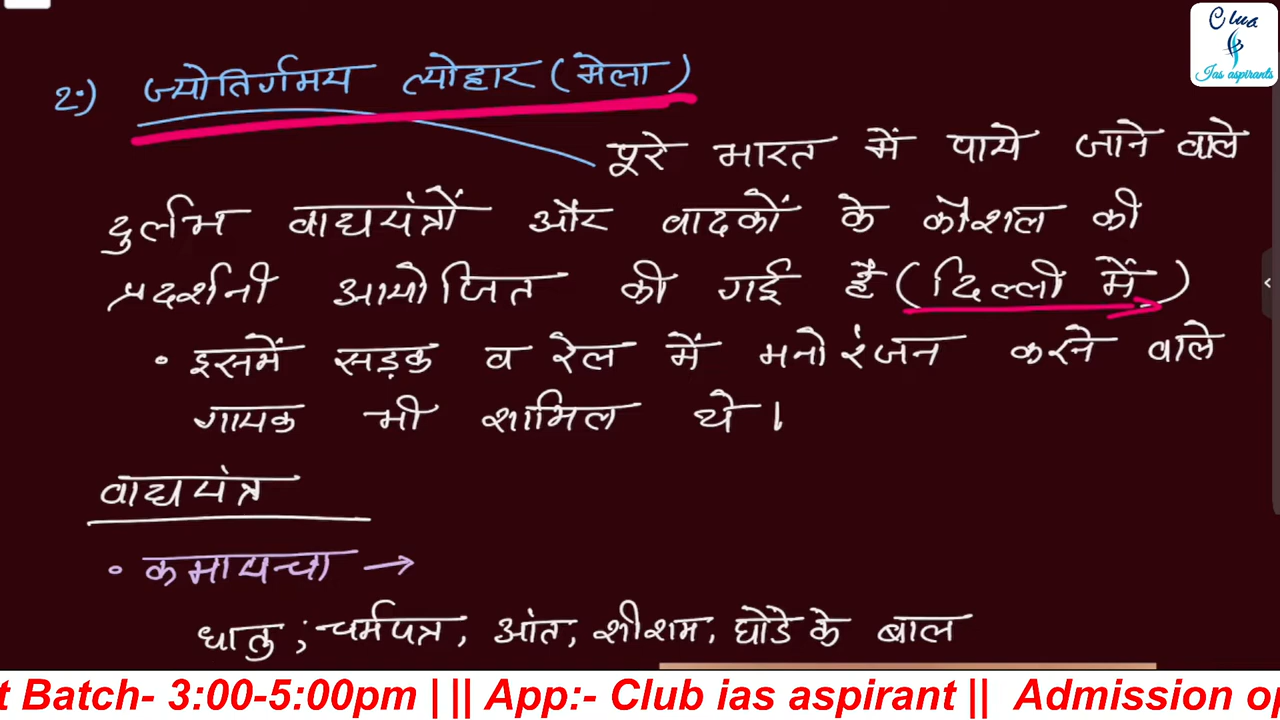 Club
Ias aspirants
2.) ज्योतिर्गमय त्योहार (मेला)
पूरे भारत में पाये जाने वाले
दुर्लभ वाद्ययंत्रों और वादकों के कौशल की
प्रदर्शनी आयोजित की गई है (दिल्ली में)
• इसमें सड़क व रेल में मनोरंजन करने वाले
गायक भी शामिल थे।
वाद्ययंत्र
• कमायचा →
धातु; चर्मपत्र, आंत, शीशम, घोडे के बाल
t Batch- 3:00-5:00pm | || App:- Club ias aspirant || Admission op